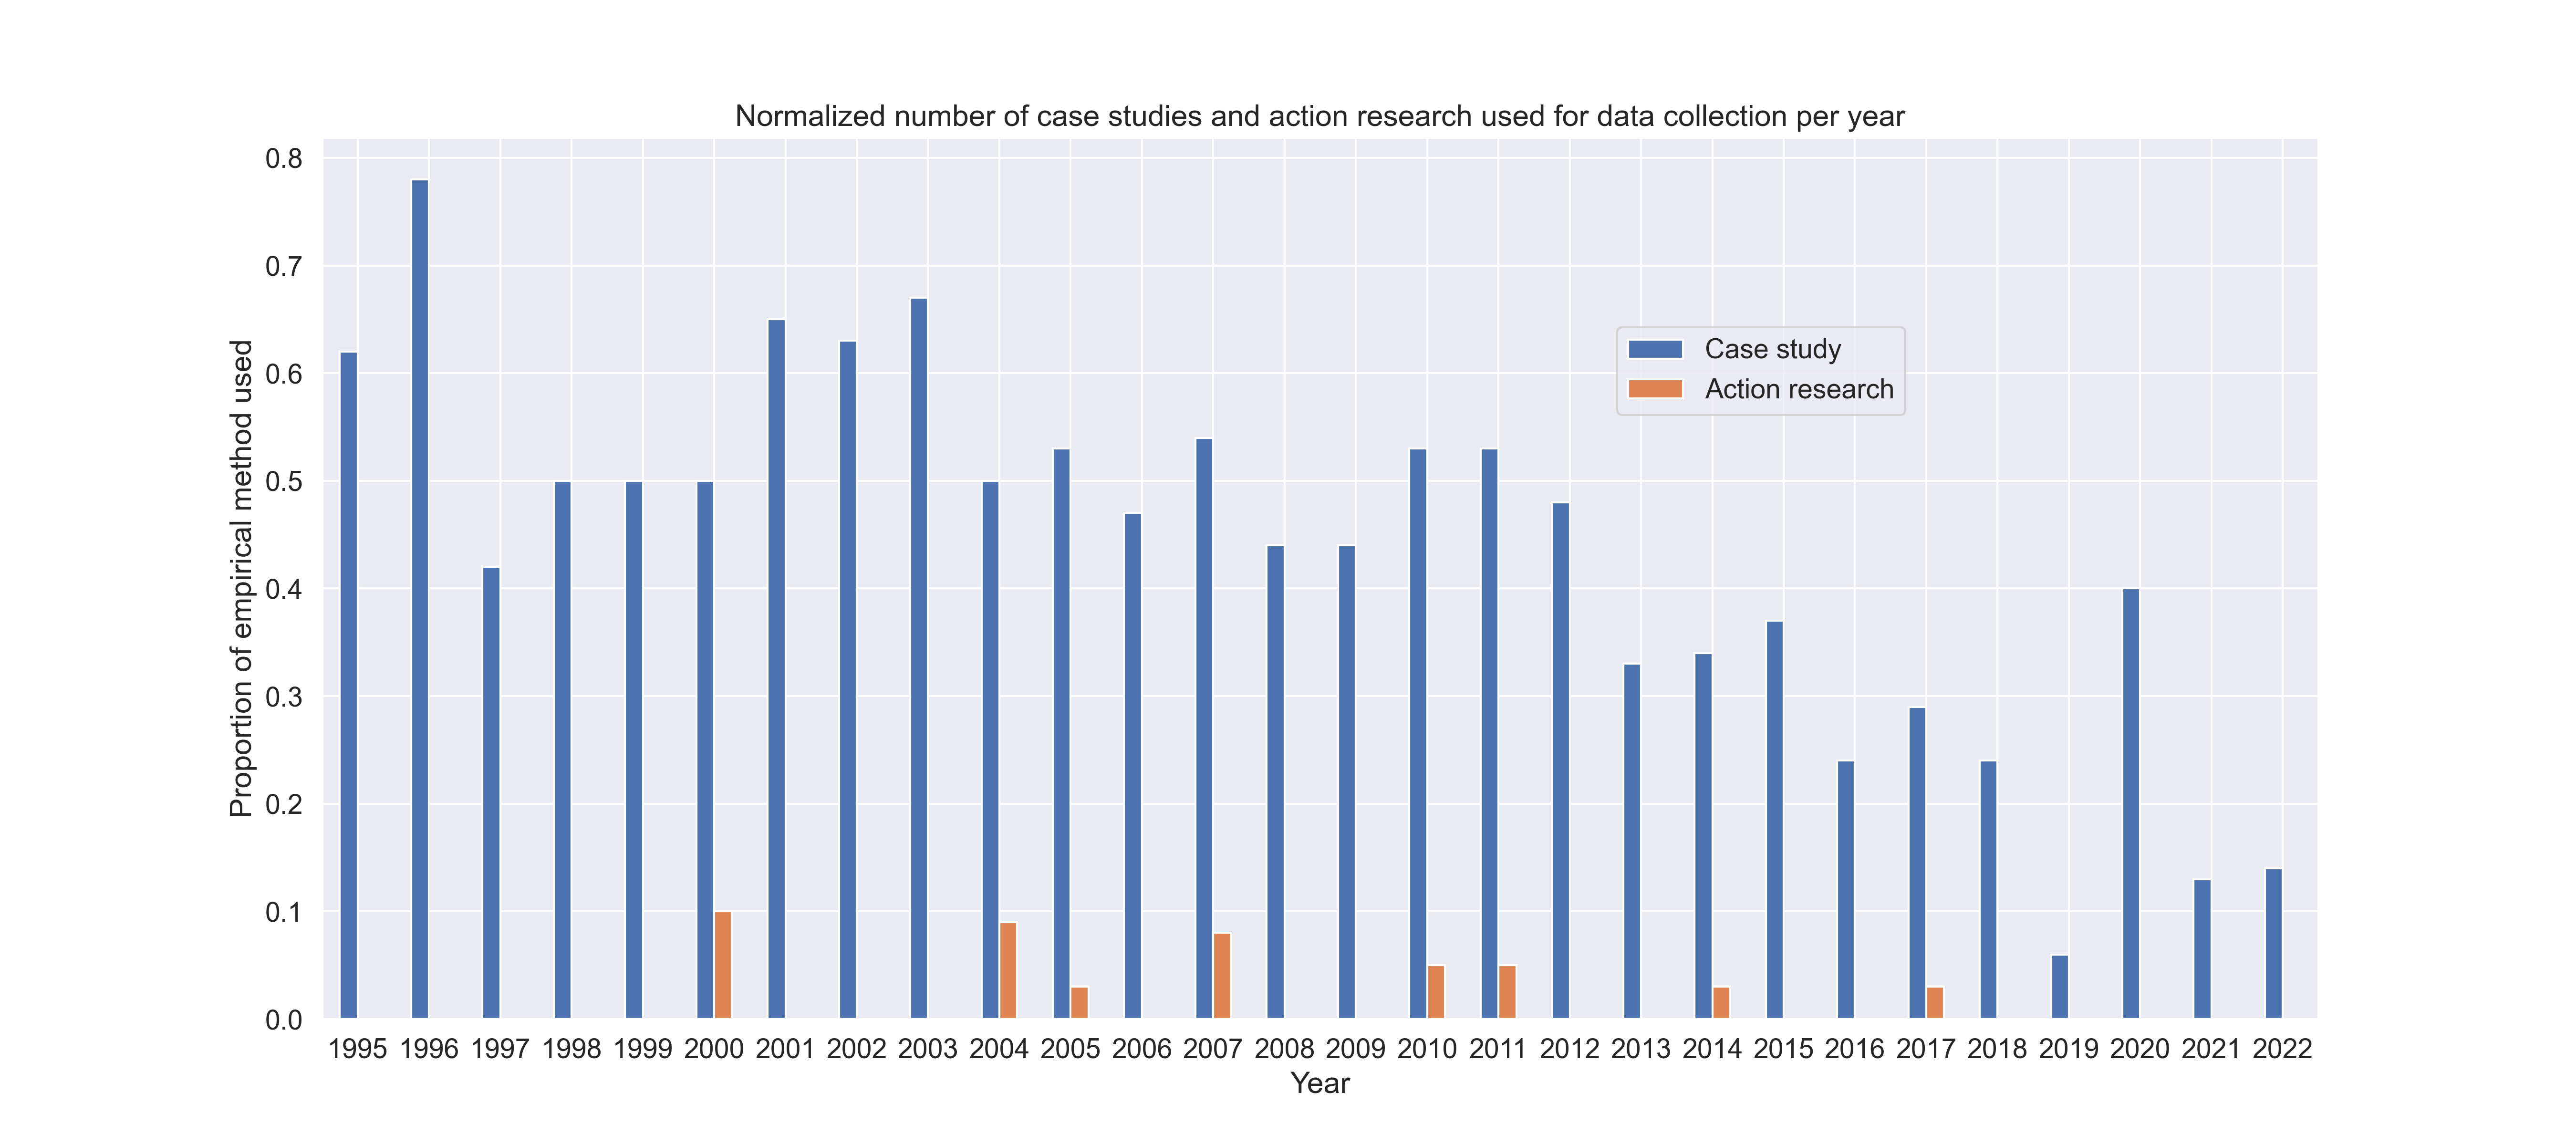 Normalized number of case studies and action research used for data collection per year
Proportion of empirical method used
0.8
0.7
0.6
0.5
0.4
0.3
0.2
0.1
0.0
Case study
Action research
1995 1996 1997 1998 1999 2000 2001 2002 2003 2004 2005 2006 2007 2008 2009 2010 2011 2012 2013 2014 2015 2016 2017 2018 2019 2020 2021 2022
Year